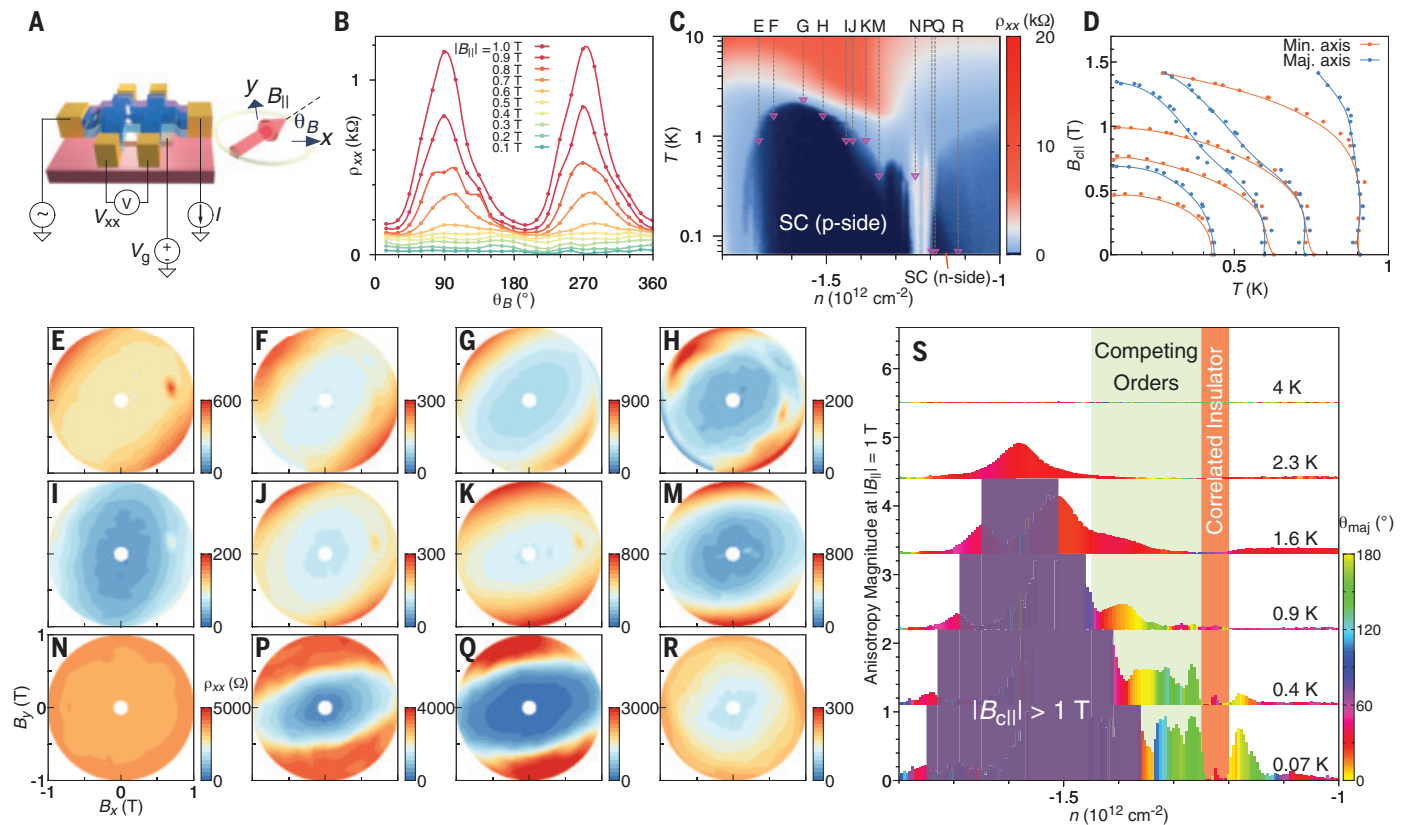 A
y
B||
θB
x
~
V
Vxx
I
Vg
+
−
B
|B||| = 1.0 T
0.9 T
0.8 T
0.7 T
0.6 T
0.5 T
0.4 T
0.3 T
0.2 T
0.1 T
1
0
ρxx (kΩ)
0 90 180 270 360
θB (°)
C
E F G H I J K M N P Q R
ρxx (kΩ)
10
1
0.1
T (K)
20
10
0
SC (p-side)
SC (n-side)
-1.5 -1
n (10^12 cm-2)
D
Min. axis
Maj. axis
1.5
1
0.5
0
Bc|| (T)
0.5 1
T (K)
E
600
0
F
300
0
G
900
0
H
200
0
I
200
0
J
300
0
K
800
0
M
800
0
N
ρxx (Ω)
5000
0
P
4000
0
Q
3000
0
R
300
0
1
0
-1
By (T)
-1 0 1
Bx (T)
S
Competing
Orders
Correlated Insulator
Anisotropy Magnitude at |B||| = 1 T
6
5
4
3
2
1
0
4 K
2.3 K
1.6 K
0.9 K
0.4 K
0.07 K
|Bc||| > 1 T
-1.5 -1
n (10^12 cm-2)
θmaj (°)
180
120
60
0